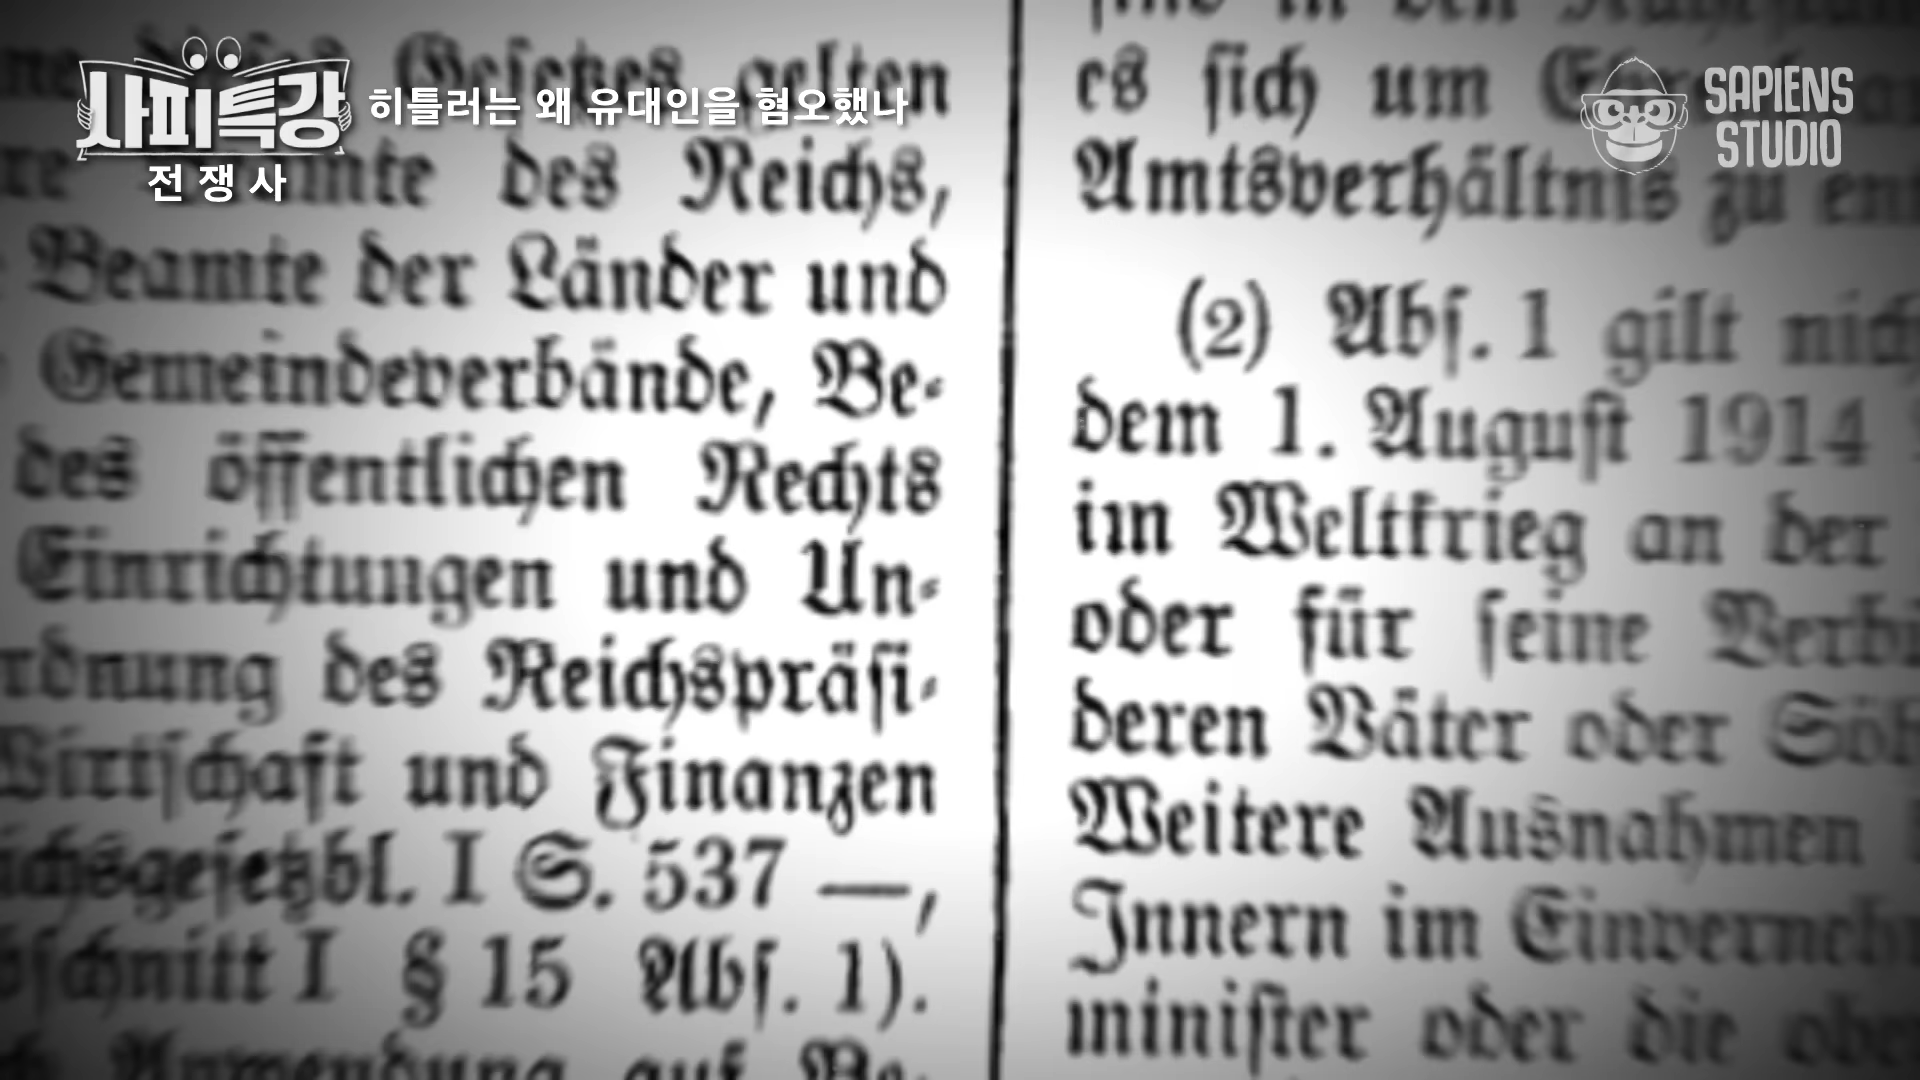 사피특강
전쟁사
히틀러는 왜 유대인을 혐오했나
SAPIENS
STUDIO
Geſetzes gelten
des Reichs,
Beamte der Länder und
Gemeindeverbände, Be-
des öffentlichen Rechts
Einrichtungen und Un-
des Reichspräſi-
und Finanzen
I S. 537 —,
I § 15 Abſ. 1).
Anwendung auf Be-
es ſich um
Amtsverhältnis zu
(2) Abſ. 1 gilt
dem 1. Auguſt 1914
im Weltkrieg an der
oder für ſeine
deren Väter oder
Weitere Ausnahmen
Innern im
miniſter oder die